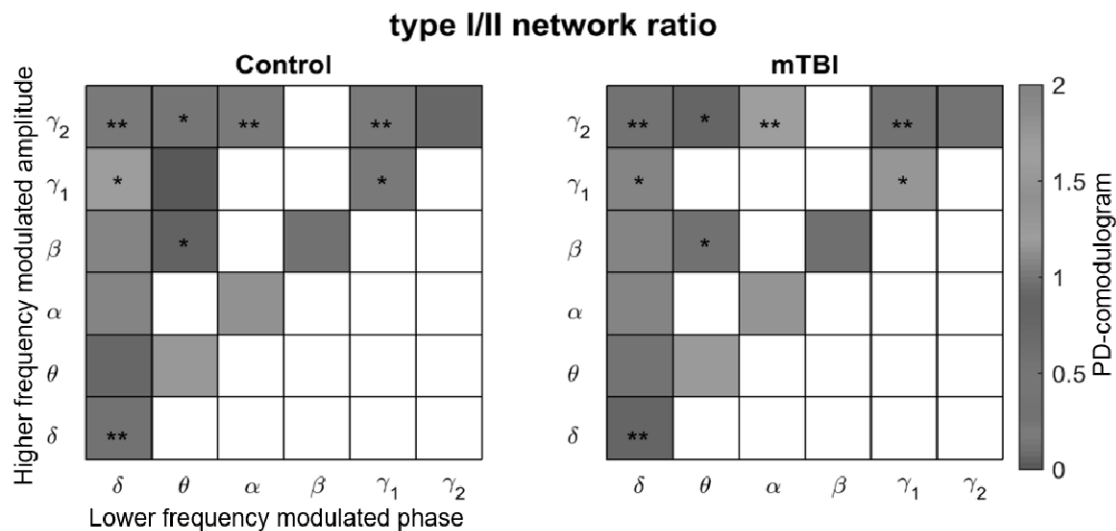 type I/II network ratio
Control
mTBI
Higher frequency modulated amplitude
γ₂ ** * ** **
γ₁ * *
β *
α
θ
δ **
δ θ α β γ₁ γ₂
Lower frequency modulated phase
γ₂ ** * ** **
γ₁ * *
β *
α
θ
δ **
δ θ α β γ₁ γ₂
2
1.5
1
0.5
0
PD-comodulogram